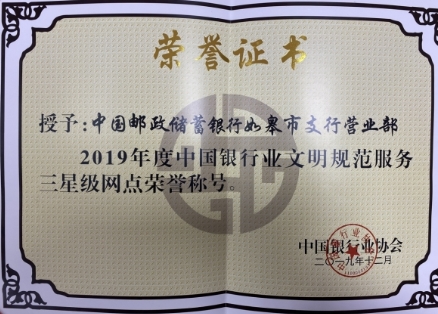 荣誉证书
授予:中国邮政储蓄银行如皋市支行营业部
2019年度中国银行业文明规范服务
三星级网点荣誉称号。
中国银行业协会
二〇一九年十二月